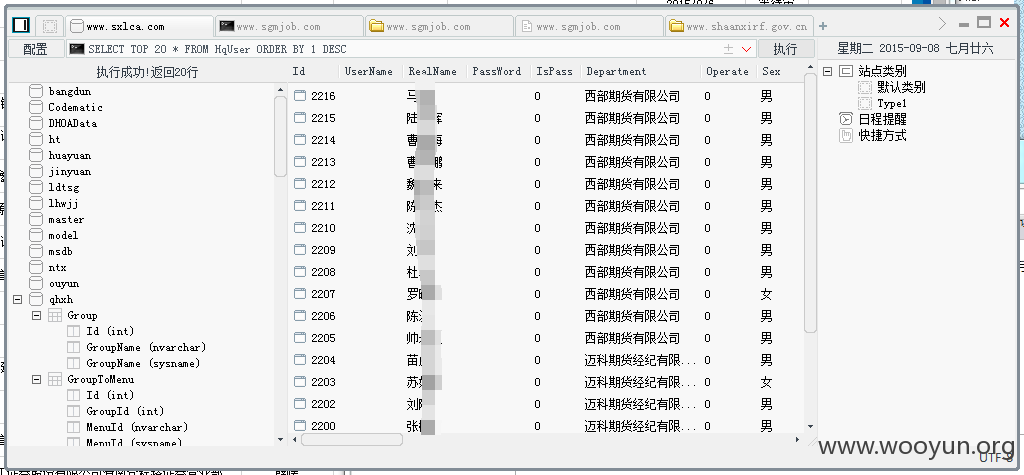 www.sxlca.com
www.sgmjob.com
www.sgmjob.com
www.sgmjob.com
www.shaanxirf.gov.cn
配置
SELECT TOP 20 * FROM HqUser ORDER BY 1 DESC
执行
星期二 2015-09-08 七月廿六
执行成功!返回20行
bangdun
Codematic
DHOAData
ht
huayuan
jinyuan
ldtsg
lhwjj
master
model
msdb
ntx
ouyun
qhxh
Group
Id (int)
GroupName (nvarchar)
GroupName (sysname)
GroupToMenu
Id (int)
GroupId (int)
MenuId (nvarchar)
MenuId (sysname)
Id UserName RealName PassWord IsPass Department Operate Sex
2216 马 0 西部期货有限公司 0 男
2215 陆 0 西部期货有限公司 0 男
2214 曹 0 西部期货有限公司 0 男
2213 曹 鹏 0 西部期货有限公司 0 男
2212 魏 来 0 西部期货有限公司 0 男
2211 陈 杰 0 西部期货有限公司 0 男
2210 沈 0 西部期货有限公司 0 男
2209 刘 0 西部期货有限公司 0 男
2208 杜 0 西部期货有限公司 0 男
2207 罗 0 西部期货有限公司 0 女
2206 陈 0 西部期货有限公司 0 男
2205 帅 0 西部期货有限公司 0 男
2204 苗 0 迈科期货经纪有限... 0 男
2203 苏 0 迈科期货经纪有限... 0 女
2202 刘 0 迈科期货经纪有限... 0 男
2200 张 0 迈科期货经纪有限... 0 男
站点类别
默认类别
Type1
日程提醒
快捷方式
www.wooyun.org
UTF-8